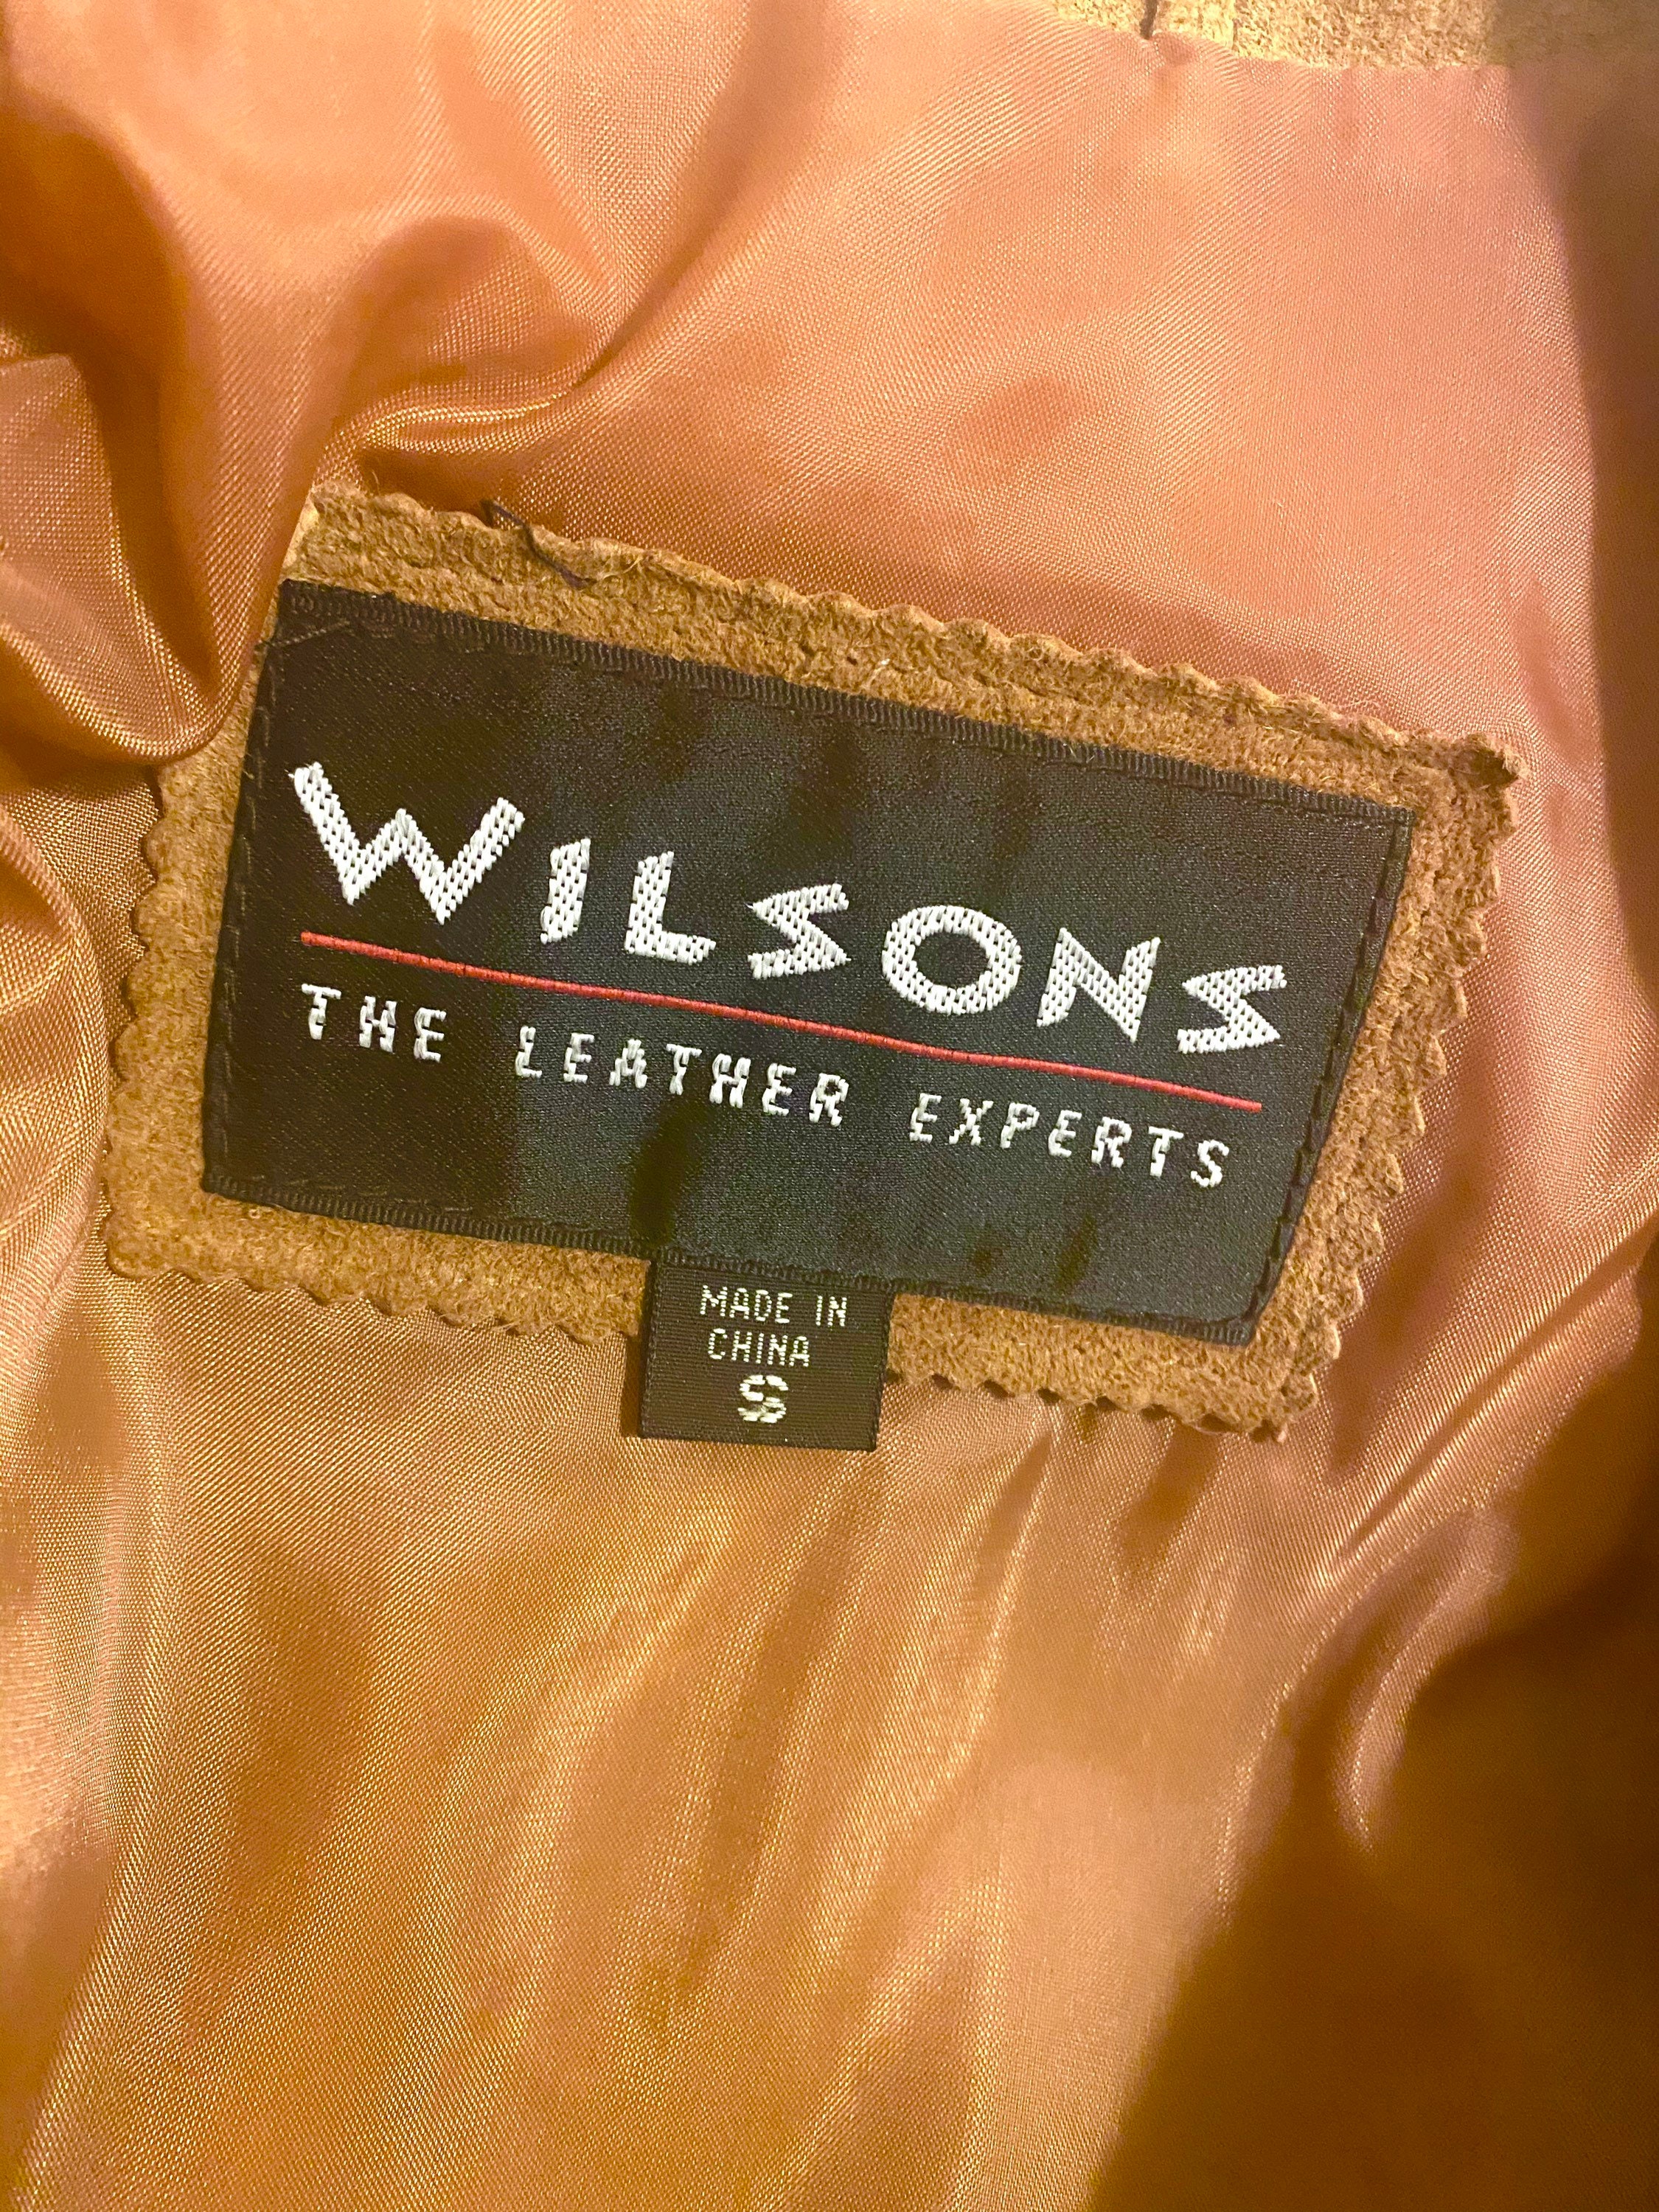 WILSONS
THE LEATHER EXPERTS
MADE IN
CHINA
S